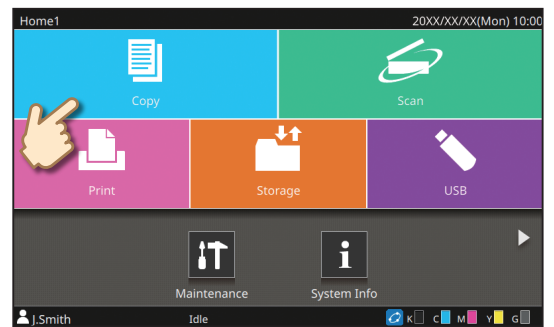 Home1 20XX/XX/XX(Mon) 10:00
Copy Scan
Print Storage USB
Maintenance System Info
J.Smith Idle K C M Y G